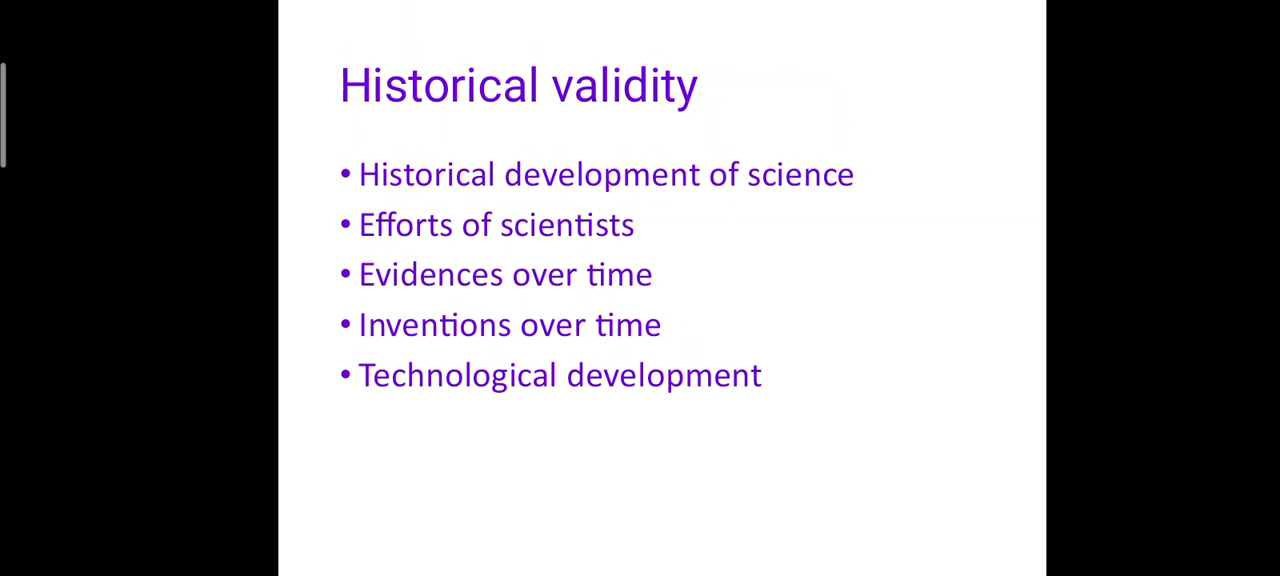 Historical validity
• Historical development of science
• Efforts of scientists
• Evidences over time
• Inventions over time
• Technological development